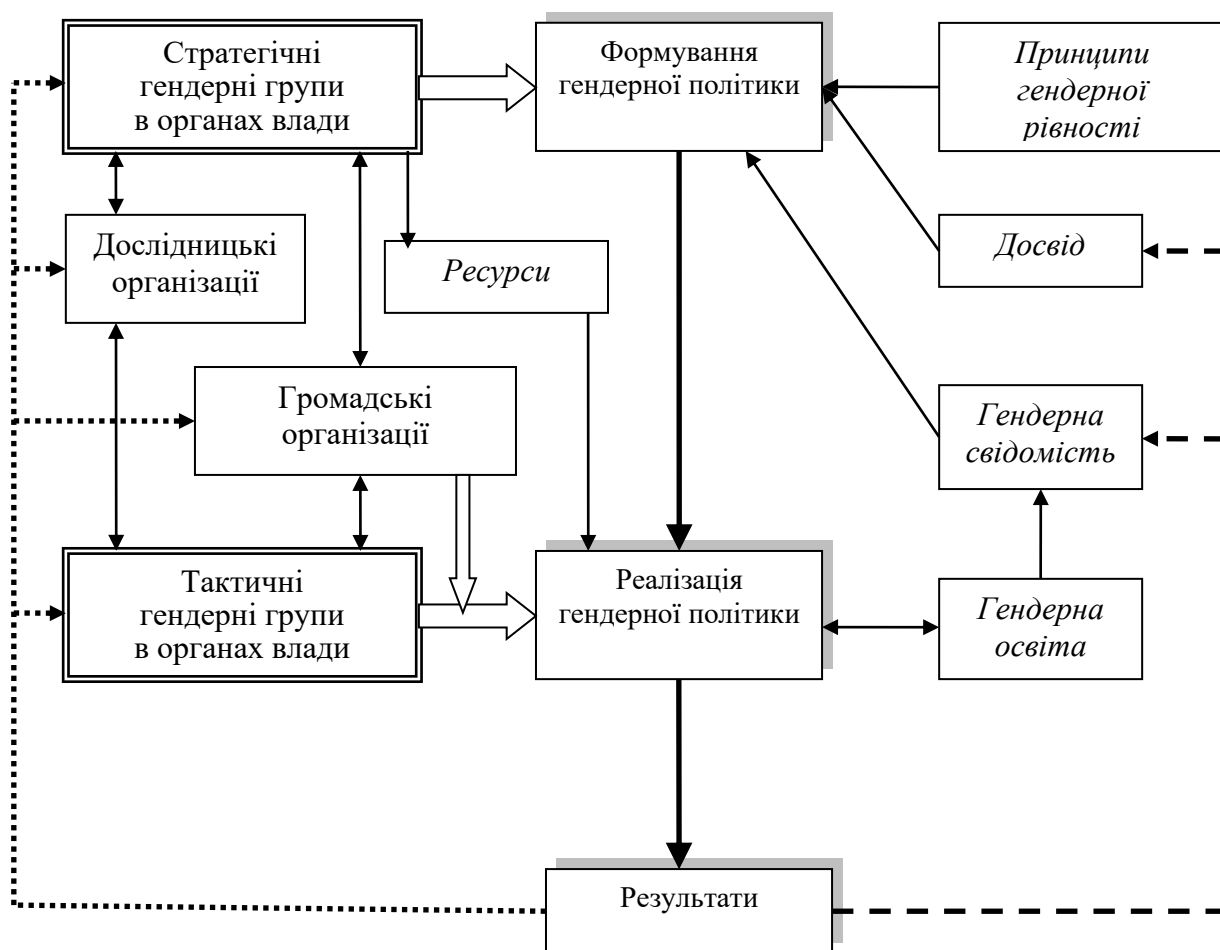 Стратегічні
гендерні групи
в органах влади
Формування
гендерної політики
Принципи
гендерної
рівності
Дослідницькі
організації
Ресурси
Досвід
Громадські
організації
Гендерна
свідомість
Тактичні
гендерні групи
в органах влади
Реалізація
гендерної політики
Гендерна
освіта
Результати